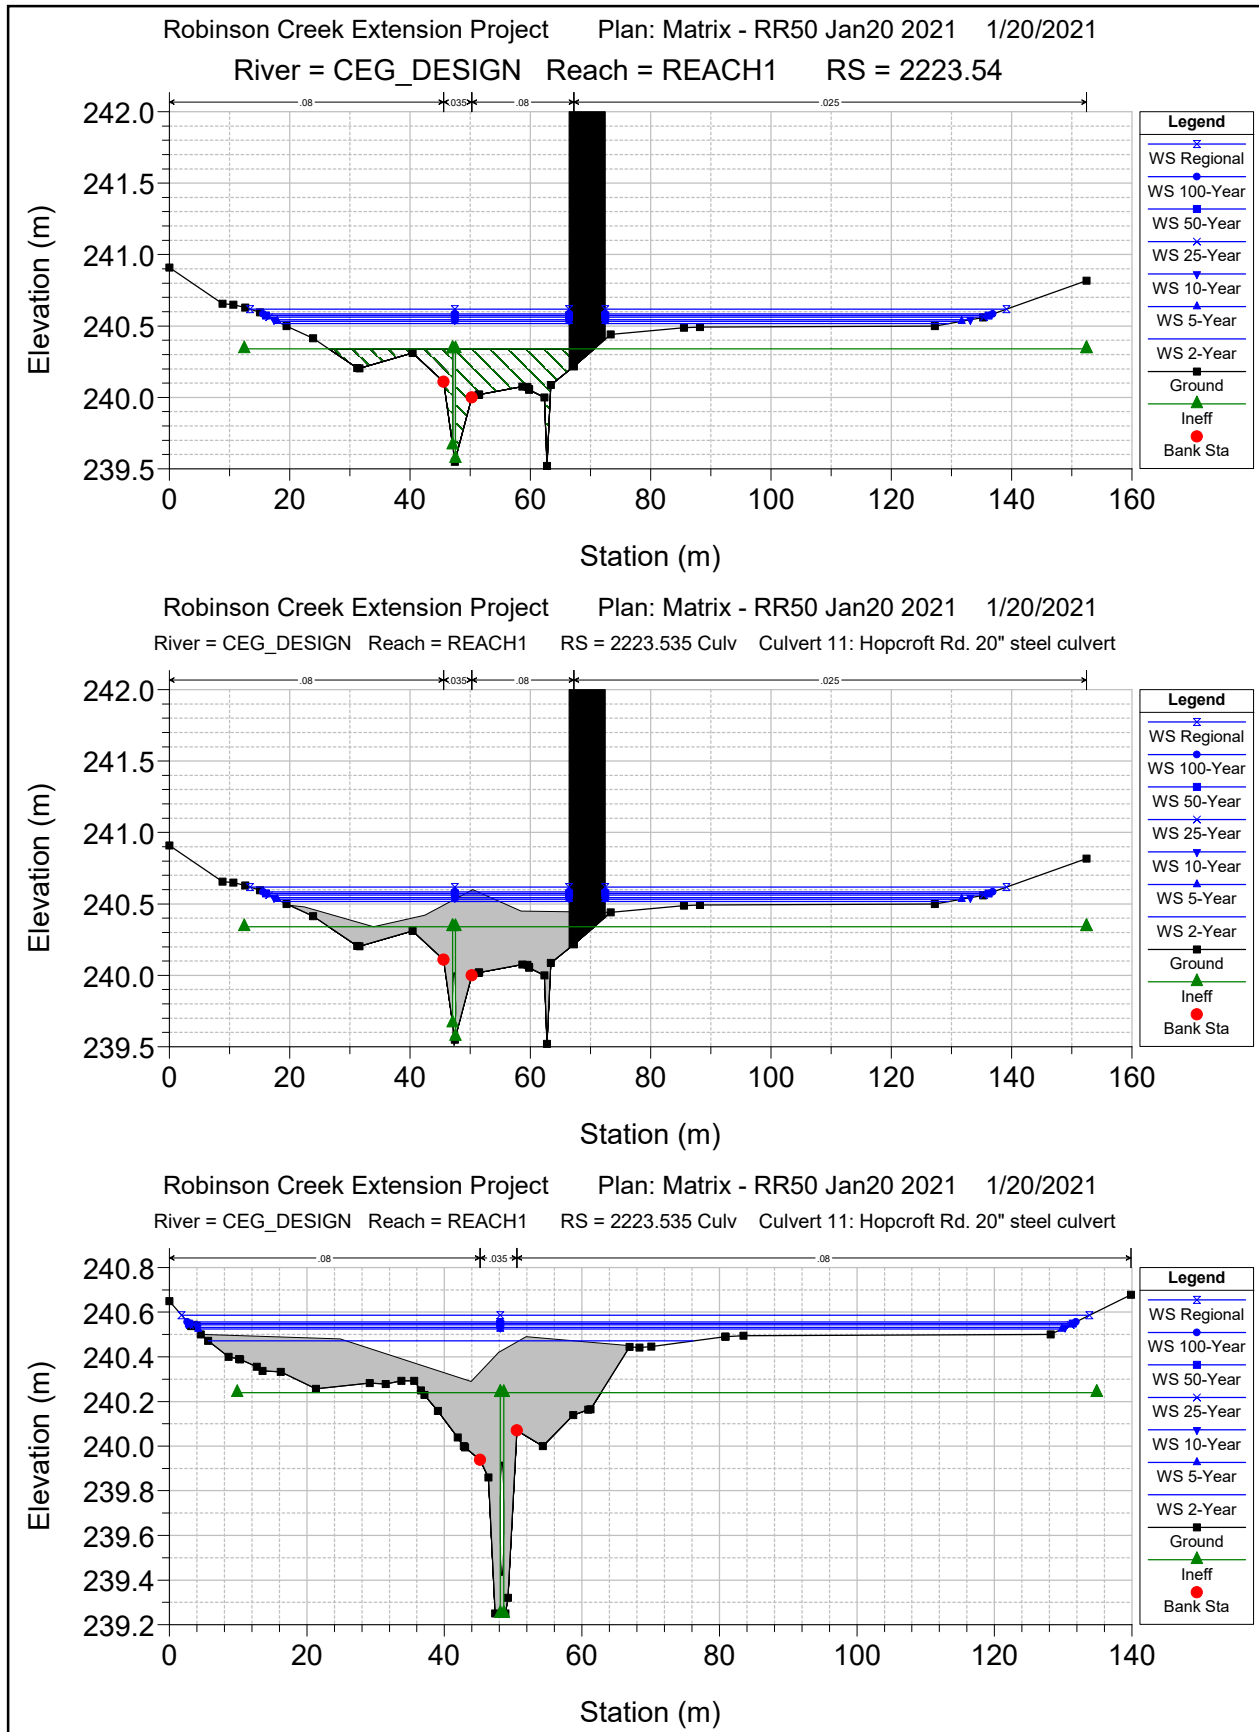 Robinson Creek Extension Project Plan: Matrix - RR50 Jan20 2021 1/20/2021
River = CEG_DESIGN Reach = REACH1 RS = 2223.54
.08 .035 .08 .025
242.0
241.5
241.0
240.5
240.0
239.5
Elevation (m)
0 20 40 60 80 100 120 140 160
Station (m)
Legend
WS Regional
WS 100-Year
WS 50-Year
WS 25-Year
WS 10-Year
WS 5-Year
WS 2-Year
Ground
Ineff
Bank Sta
Robinson Creek Extension Project Plan: Matrix - RR50 Jan20 2021 1/20/2021
River = CEG_DESIGN Reach = REACH1 RS = 2223.535 Culv Culvert 11: Hopcroft Rd. 20" steel culvert
.08 .035 .08 .025
242.0
241.5
241.0
240.5
240.0
239.5
Elevation (m)
0 20 40 60 80 100 120 140 160
Station (m)
Legend
WS Regional
WS 100-Year
WS 50-Year
WS 25-Year
WS 10-Year
WS 5-Year
WS 2-Year
Ground
Ineff
Bank Sta
Robinson Creek Extension Project Plan: Matrix - RR50 Jan20 2021 1/20/2021
River = CEG_DESIGN Reach = REACH1 RS = 2223.535 Culv Culvert 11: Hopcroft Rd. 20" steel culvert
.08 .035 .08
240.8
240.6
240.4
240.2
240.0
239.8
239.6
239.4
239.2
Elevation (m)
0 20 40 60 80 100 120 140
Station (m)
Legend
WS Regional
WS 100-Year
WS 50-Year
WS 25-Year
WS 10-Year
WS 5-Year
WS 2-Year
Ground
Ineff
Bank Sta